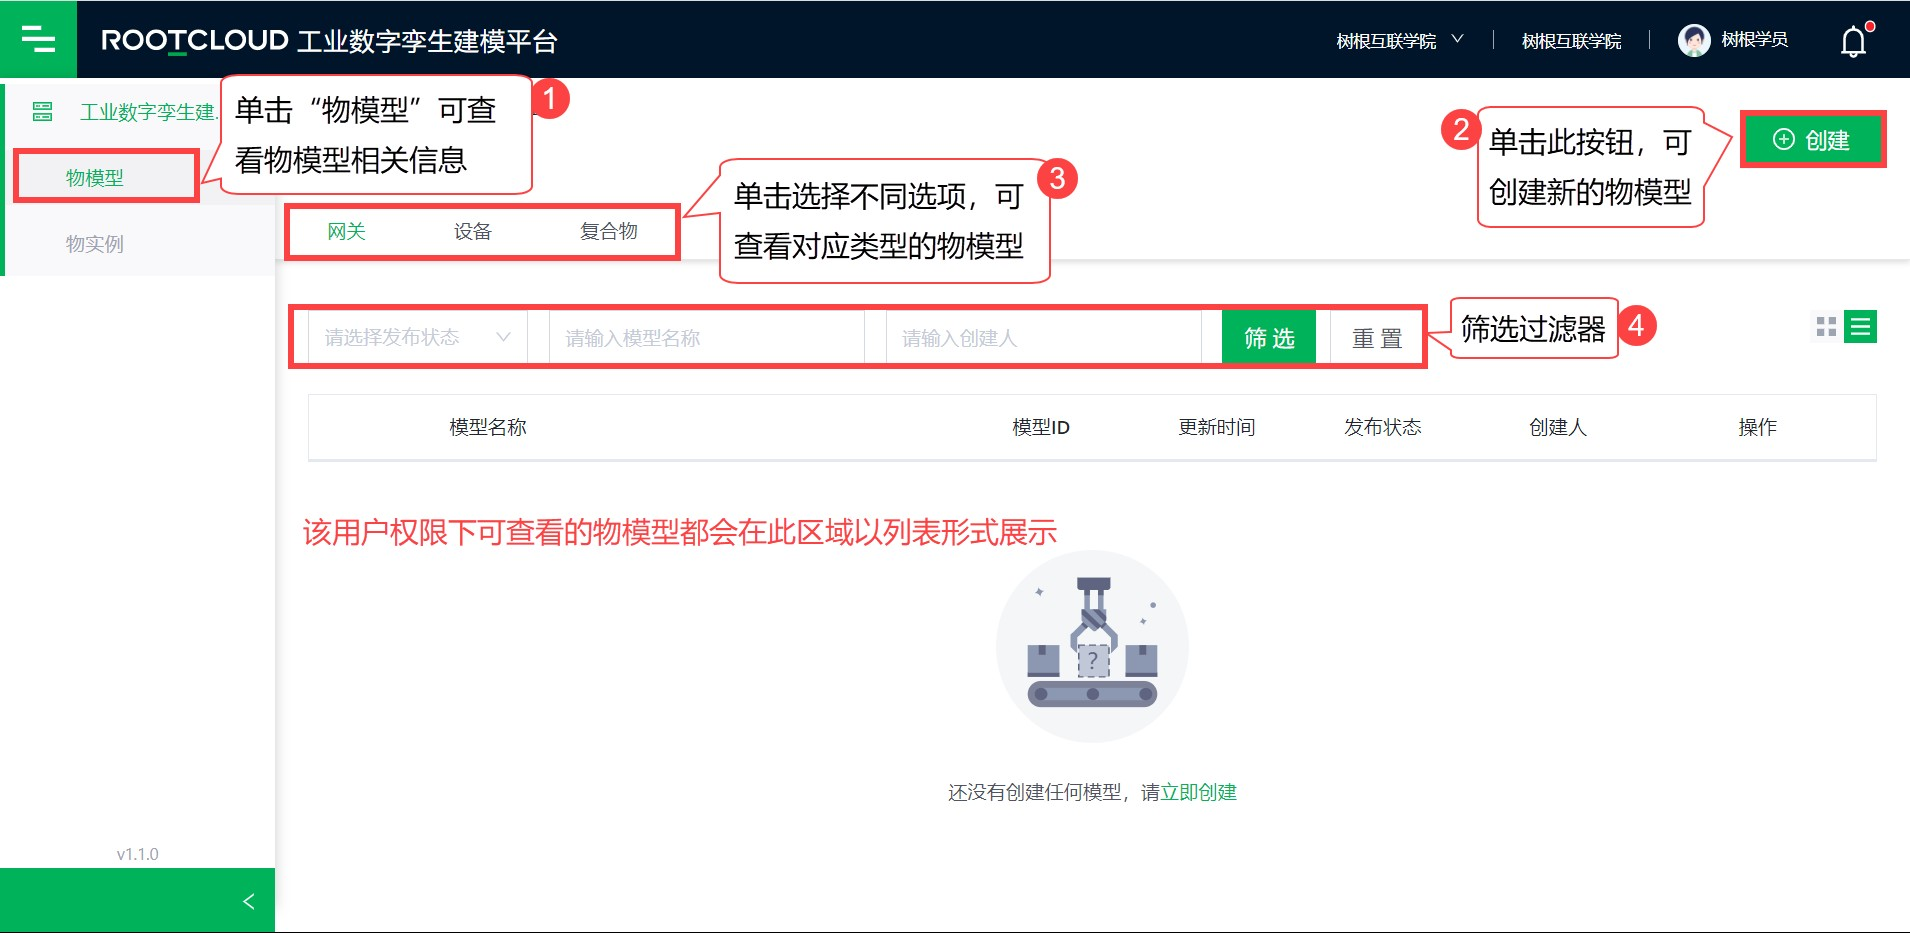 ROOTCLOUD 工业数字孪生建模平台
树根互联学院
树根互联学院
树根学员
工业数字孪生建.
物模型
物实例
1
单击“物模型”可查
看物模型相关信息
2
单击此按钮，可
创建新的物模型
创建
网关 设备 复合物
3
单击选择不同选项，可
查看对应类型的物模型
请选择发布状态
请输入模型名称
请输入创建人
筛 选
重 置
筛选过滤器
4
模型名称 模型ID 更新时间 发布状态 创建人 操作
该用户权限下可查看的物模型都会在此区域以列表形式展示
?
还没有创建任何模型，请立即创建
v1.1.0